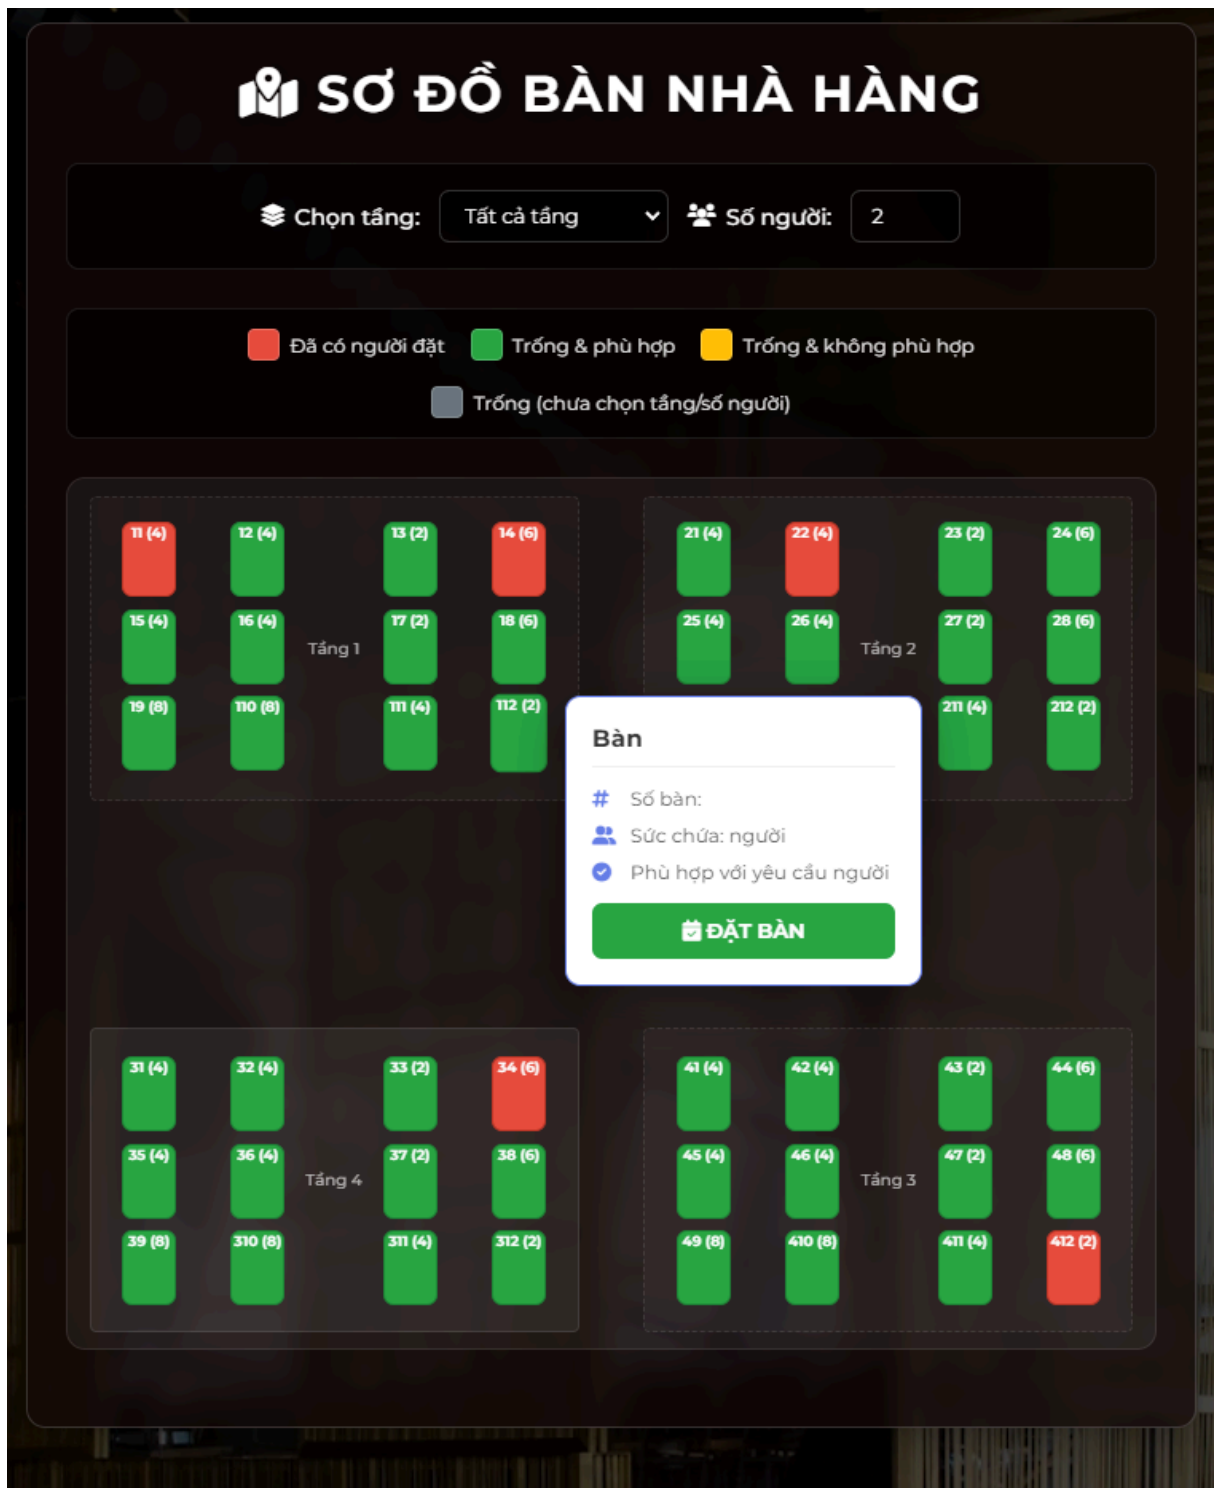 SƠ ĐỒ BÀN NHÀ HÀNG
Chọn tầng: Tất cả tầng Số người: 2
Đã có người đặt Trống & phù hợp Trống & không phù hợp
Trống (chưa chọn tầng/số người)
11 (4) 12 (4) 13 (2) 14 (6)
15 (4) 16 (4) 17 (2) 18 (6)
Tầng 1
19 (8) 110 (8) 111 (4) 112 (2)
21 (4) 22 (4) 23 (2) 24 (6)
25 (4) 26 (4) 27 (2) 28 (6)
Tầng 2
211 (4) 212 (2)
Bàn
# Số bàn:
Sức chứa: người
Phù hợp với yêu cầu người
ĐẶT BÀN
31 (4) 32 (4) 33 (2) 34 (6)
35 (4) 36 (4) 37 (2) 38 (6)
Tầng 4
39 (8) 310 (8) 311 (4) 312 (2)
41 (4) 42 (4) 43 (2) 44 (6)
45 (4) 46 (4) 47 (2) 48 (6)
Tầng 3
49 (8) 410 (8) 411 (4) 412 (2)